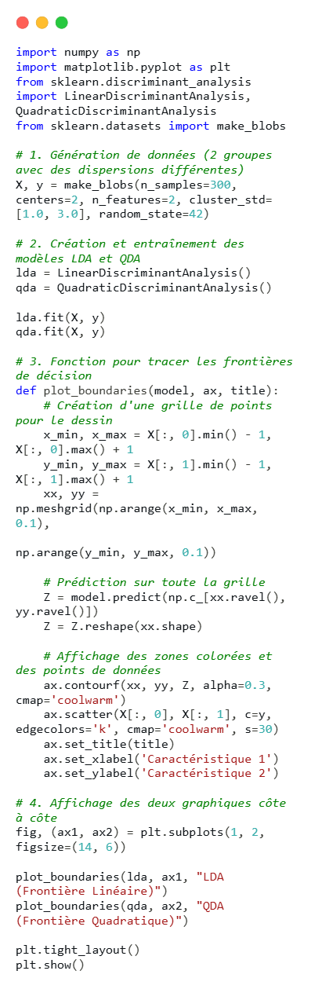 import numpy as np
import matplotlib.pyplot as plt
from sklearn.discriminant_analysis
import LinearDiscriminantAnalysis,
QuadraticDiscriminantAnalysis
from sklearn.datasets import make_blobs

# 1. Génération de données (2 groupes
avec des dispersions différentes)
X, y = make_blobs(n_samples=300,
centers=2, n_features=2, cluster_std=
[1.0, 3.0], random_state=42)

# 2. Création et entraînement des
modèles LDA et QDA
lda = LinearDiscriminantAnalysis()
qda = QuadraticDiscriminantAnalysis()

lda.fit(X, y)
qda.fit(X, y)

# 3. Fonction pour tracer les frontières
de décision
def plot_boundaries(model, ax, title):
    # Création d'une grille de points
pour le dessin
    x_min, x_max = X[:, 0].min() - 1,
X[:, 0].max() + 1
    y_min, y_max = X[:, 1].min() - 1,
X[:, 1].max() + 1
    xx, yy =
np.meshgrid(np.arange(x_min, x_max,
0.1),

np.arange(y_min, y_max, 0.1))

    # Prédiction sur toute la grille
    Z = model.predict(np.c_[xx.ravel(),
yy.ravel()])
    Z = Z.reshape(xx.shape)

    # Affichage des zones colorées et
des points de données
    ax.contourf(xx, yy, Z, alpha=0.3,
cmap='coolwarm')
    ax.scatter(X[:, 0], X[:, 1], c=y,
edgecolors='k', cmap='coolwarm', s=30)
    ax.set_title(title)
    ax.set_xlabel('Caractéristique 1')
    ax.set_ylabel('Caractéristique 2')

# 4. Affichage des deux graphiques côte
à côte
fig, (ax1, ax2) = plt.subplots(1, 2,
figsize=(14, 6))

plot_boundaries(lda, ax1, "LDA
(Frontière Linéaire)")
plot_boundaries(qda, ax2, "QDA
(Frontière Quadratique)")

plt.tight_layout()
plt.show()